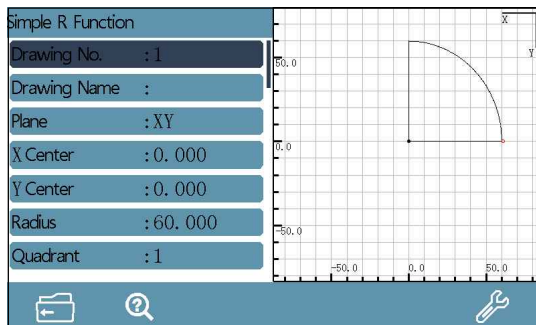 Simple R Function
Drawing No. :1
Drawing Name :
Plane :XY
X Center :0.000
Y Center :0.000
Radius :60.000
Quadrant :1
X
Y
50.0
0.0
-50.0
-50.0 0.0 50.0